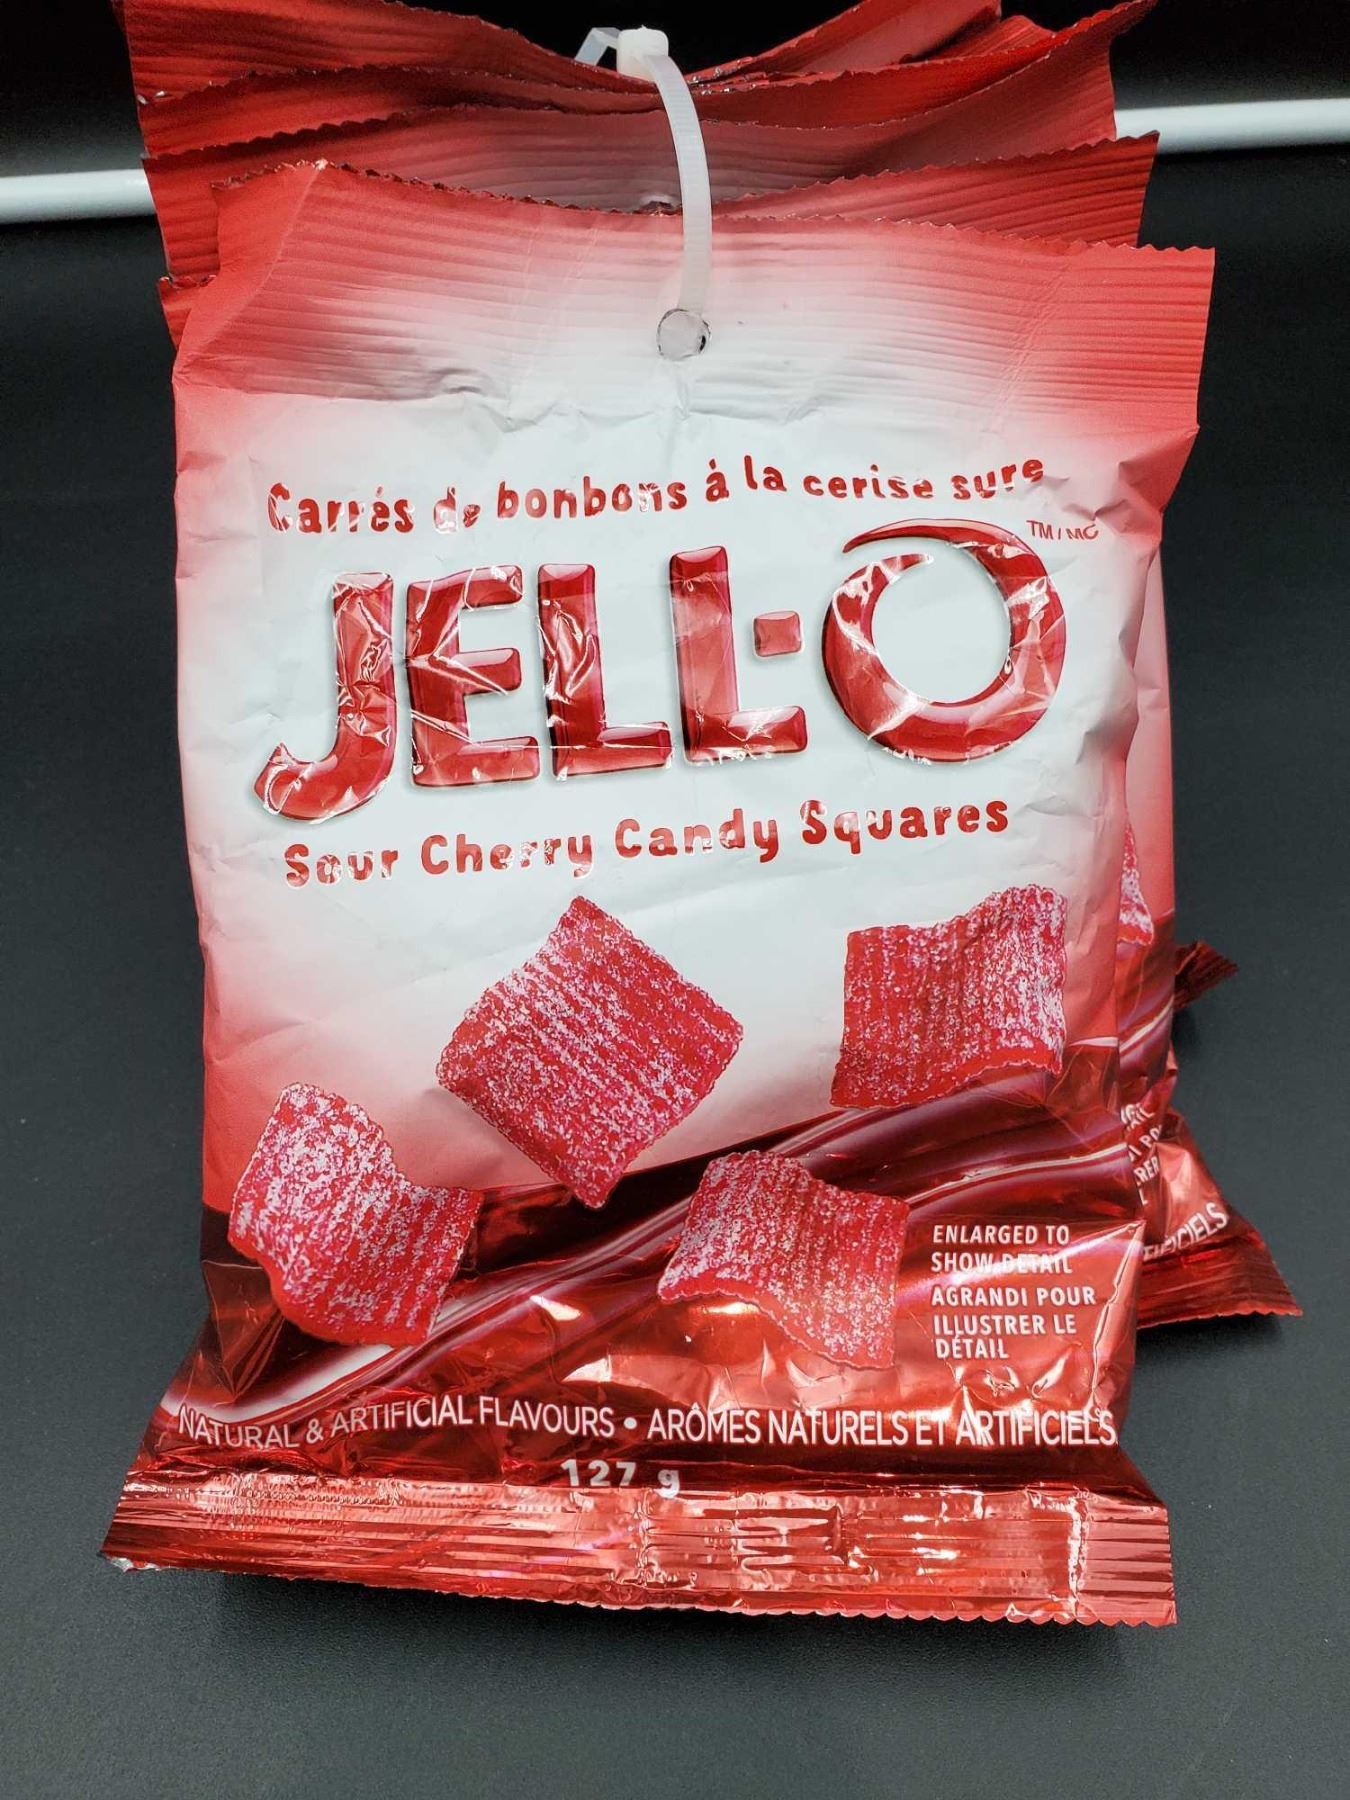 Carrés de bonbons à la cerise sure
JELL-O TM/MC
Sour Cherry Candy Squares
ENLARGED TO
SHOW DETAIL
AGRANDI POUR
ILLUSTRER LE
DÉTAIL
NATURAL & ARTIFICIAL FLAVOURS • ARÔMES NATURELS ET ARTIFICIELS
127 g